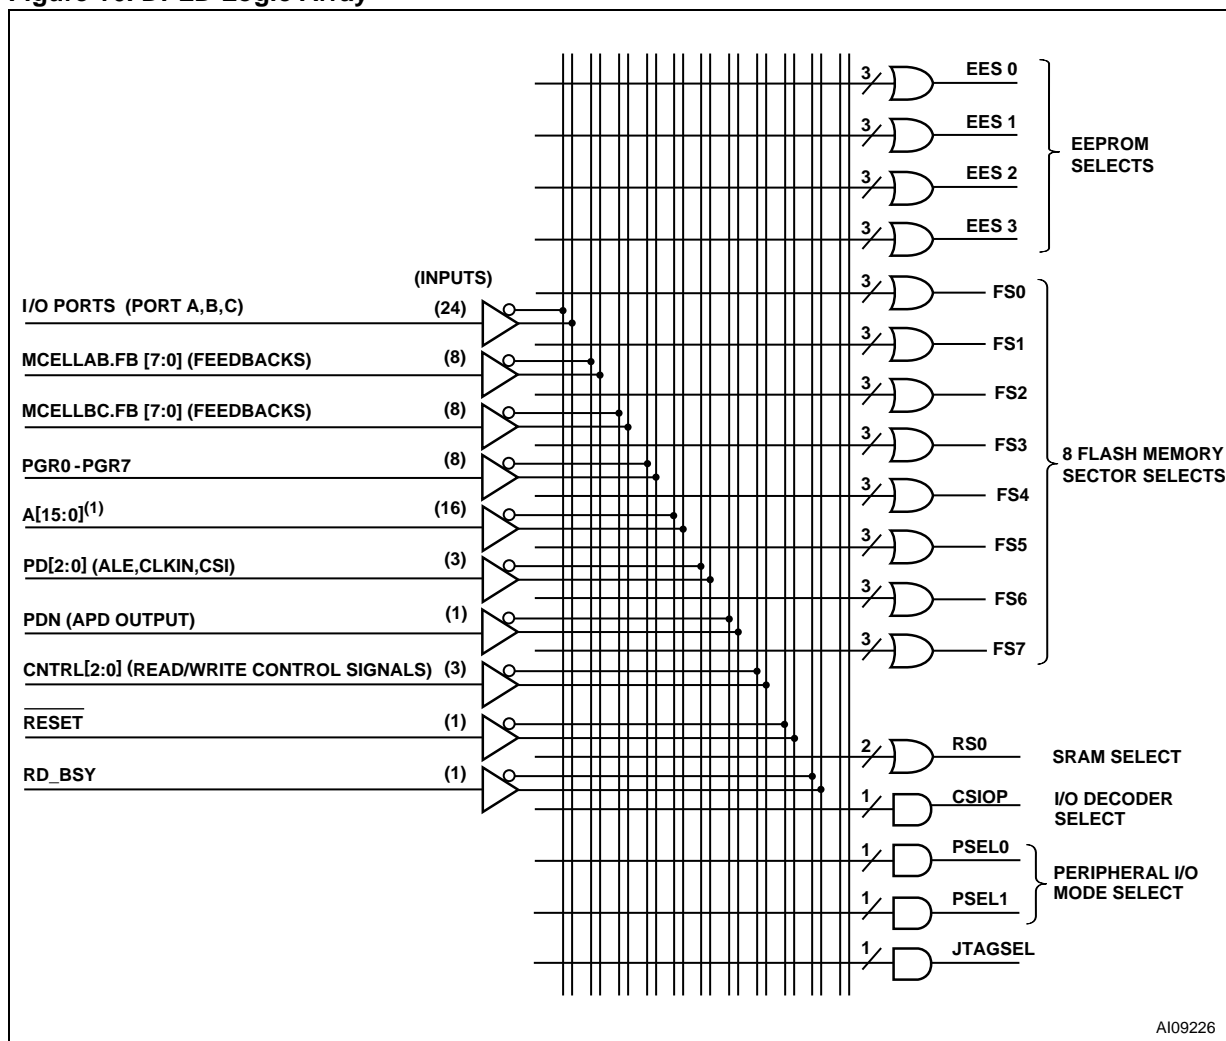 Figure DPLD Logic Array
3 EES 0
3 EES 1
EEPROM
SELECTS
3 EES 2
3 EES 3
(INPUTS)
3 FS0
I/O PORTS (PORT A,B,C) (24)
3 FS1
MCELLAB.FB [7:0] (FEEDBACKS) (8)
3 FS2
MCELLBC.FB [7:0] (FEEDBACKS) (8)
3 FS3
8 FLASH MEMORY
SECTOR SELECTS
PGR0 -PGR7 (8)
3 FS4
A[15:0](1) (16)
3 FS5
PD[2:0] (ALE,CLKIN,CSI) (3)
3 FS6
PDN (APD OUTPUT) (1)
3 FS7
CNTRL[2:0] (READ/WRITE CONTROL SIGNALS) (3)
RESET (1)
2 RS0 SRAM SELECT
RD_BSY (1)
1 CSIOP I/O DECODER
SELECT
1 PSEL0
PERIPHERAL I/O
MODE SELECT
1 PSEL1
1 JTAGSEL
AI09226